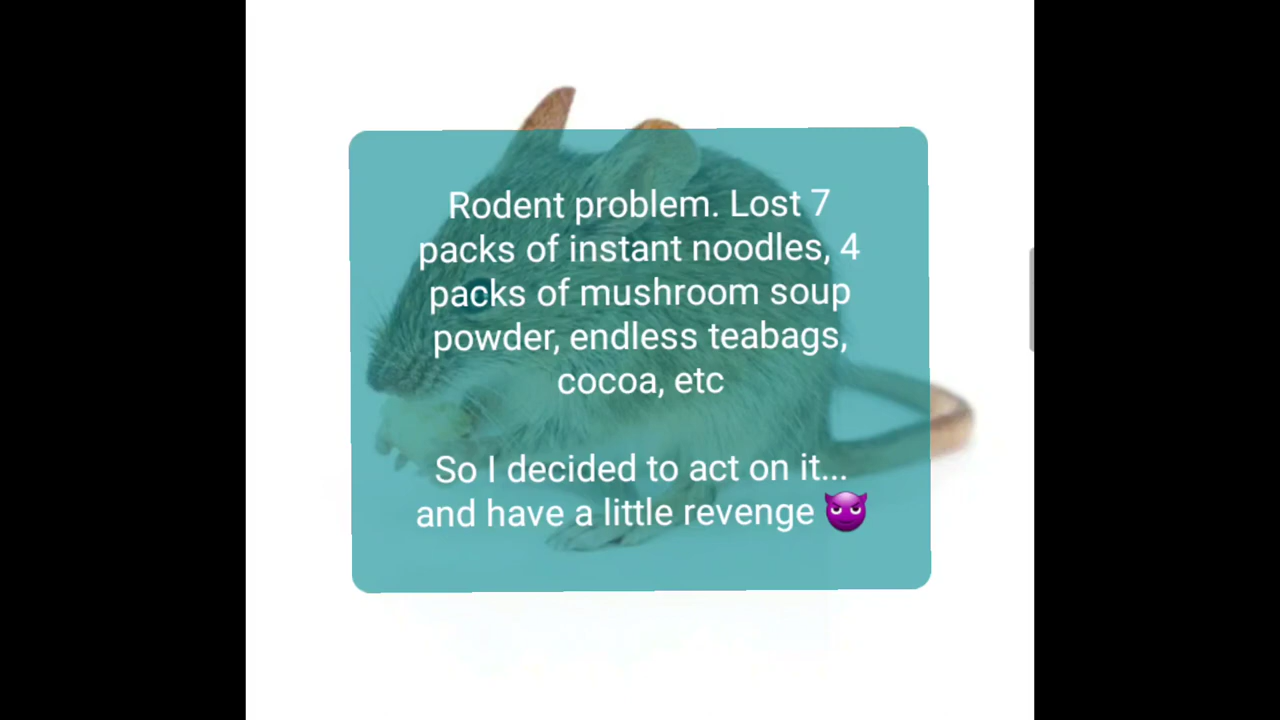 Rodent problem. Lost 7
packs of instant noodles, 4
packs of mushroom soup
powder, endless teabags,
cocoa, etc
So I decided to act on it...
and have a little revenge 😈